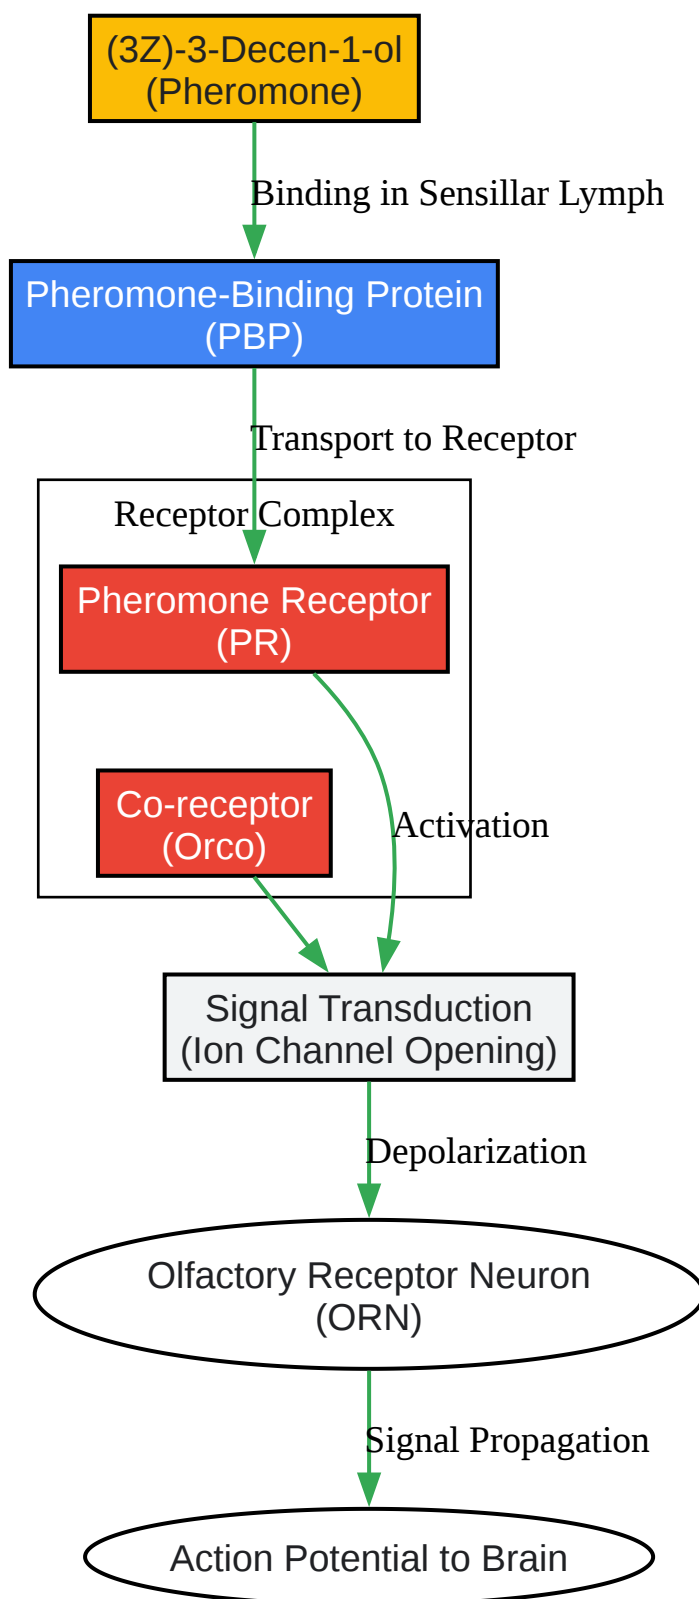 (3Z)-3-Decen-1-ol
(Pheromone)
Binding in Sensillar Lymph
Pheromone-Binding Protein
(PBP)
Transport to Receptor
Receptor Complex
Pheromone Receptor
(PR)
Co-receptor
(Orco)
Activation
Signal Transduction
(Ion Channel Opening)
Depolarization
Olfactory Receptor Neuron
(ORN)
Signal Propagation
Action Potential to Brain